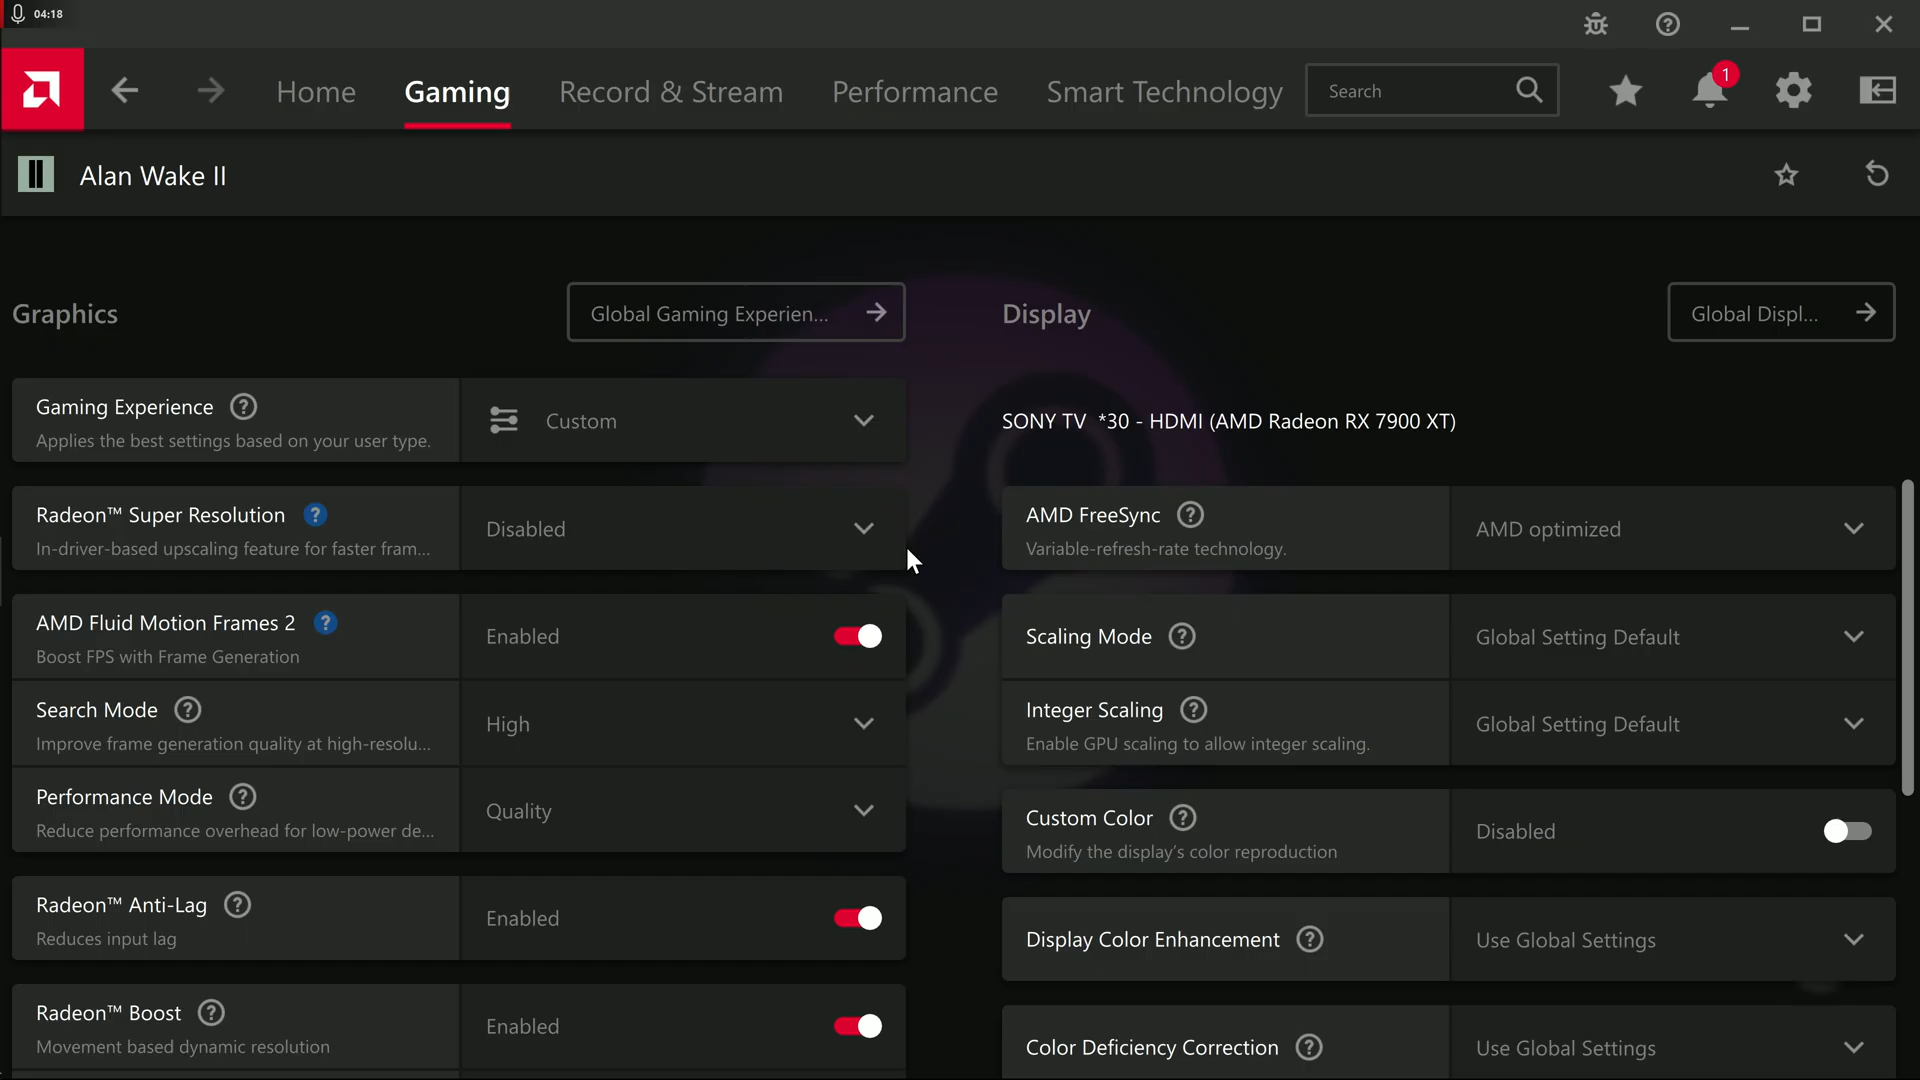 04:18
Home
Gaming
Record & Stream
Performance
Smart Technology
Search
1
Alan Wake II
Graphics
Global Gaming Experien...
Gaming Experience
Applies the best settings based on your user type.
Custom
Radeon™ Super Resolution
In-driver-based upscaling feature for faster fram...
Disabled
AMD Fluid Motion Frames 2
Boost FPS with Frame Generation
Enabled
Search Mode
Improve frame generation quality at high-resolu...
High
Performance Mode
Reduce performance overhead for low-power de...
Quality
Radeon™ Anti-Lag
Reduces input lag
Enabled
Radeon™ Boost
Movement based dynamic resolution
Enabled
Display
Global Displ...
SONY TV *30 - HDMI (AMD Radeon RX 7900 XT)
AMD FreeSync
Variable-refresh-rate technology.
AMD optimized
Scaling Mode
Global Setting Default
Integer Scaling
Enable GPU scaling to allow integer scaling.
Global Setting Default
Custom Color
Modify the display's color reproduction
Disabled
Display Color Enhancement
Use Global Settings
Color Deficiency Correction
Use Global Settings